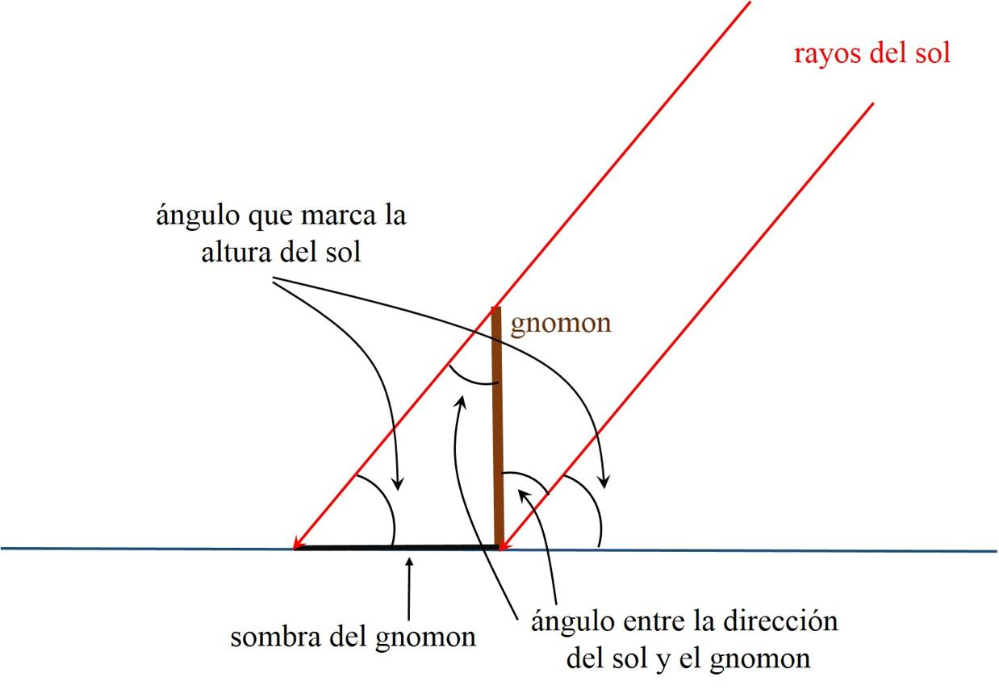 rayos del sol
ángulo que marca la
altura del sol
gnomon
sombra del gnomon
ángulo entre la dirección
del sol y el gnomon